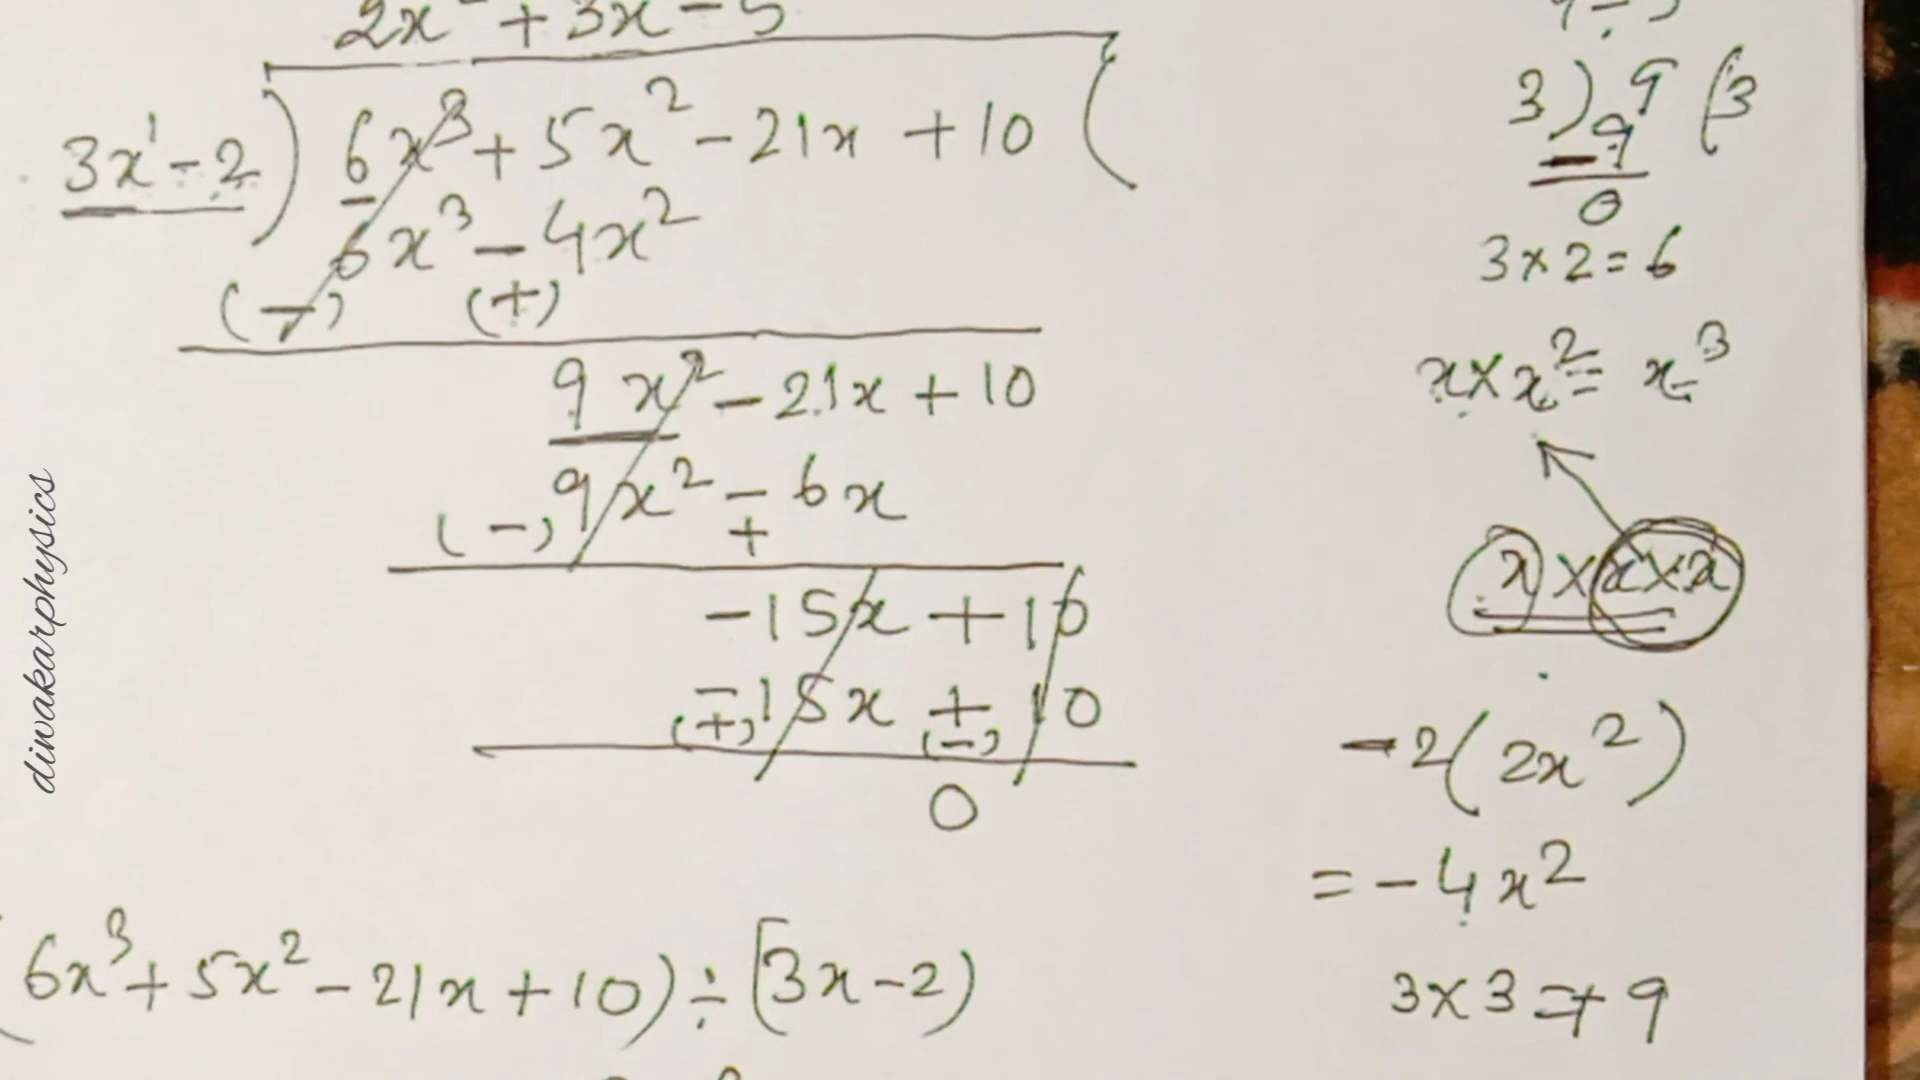 2x² + 3x - 5
3x¹ - 2 ) 6x³ + 5x² - 21x + 10 (
6x³ - 4x²
(-) (+)
9x² - 21x + 10
9x² - 6x
(-) +
-15x + 10
-15x + 10
(+) (-)
0
(6x³ + 5x² - 21x + 10) ÷ (3x - 2)
3 ) 9 ( 3
- 9
0
3 × 2 = 6
x × x² = x³
x × x × x
-2(2x²)
= -4x²
3 × 3 = + 9
dinakarphysics